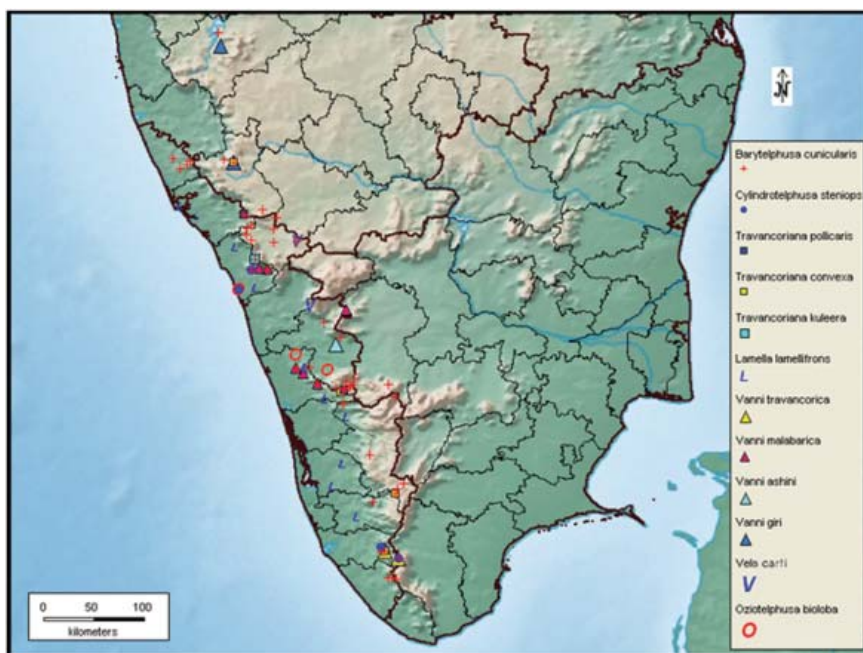 N
Barytelphusa cunicularis
Cylindrotelphusa steniops
Travancoriana pollicaris
Travancoriana convexa
Travancoriana kuleera
Lamella lamellifrons
L
Vanni travancorica
Vanni malabarica
Vanni ashini
Vanni giri
Vela carli
V
Oziotelphusa bioloba
O
0 50 100
kilometers